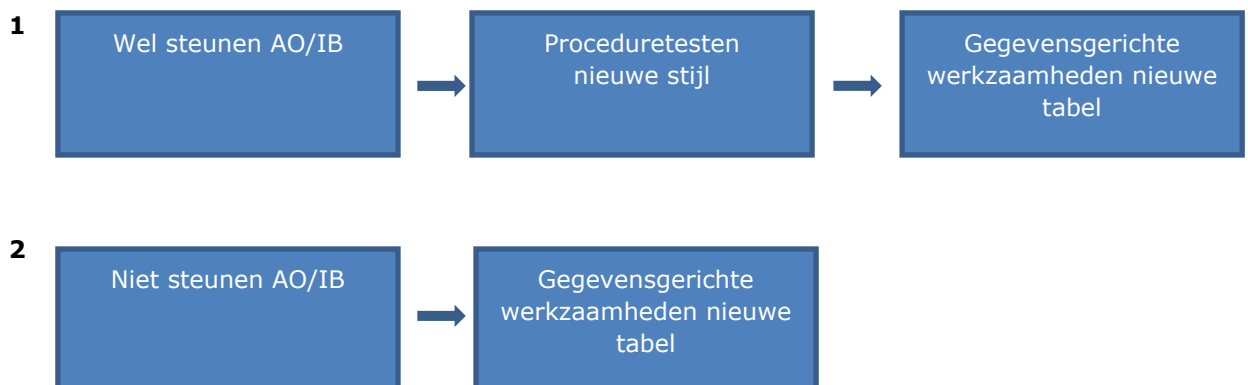 1
Wel steunen AO/IB
Proceduretesten
nieuwe stijl
Gegevensgerichte
werkzaamheden nieuwe
tabel
2
Niet steunen AO/IB
Gegevensgerichte
werkzaamheden nieuwe
tabel